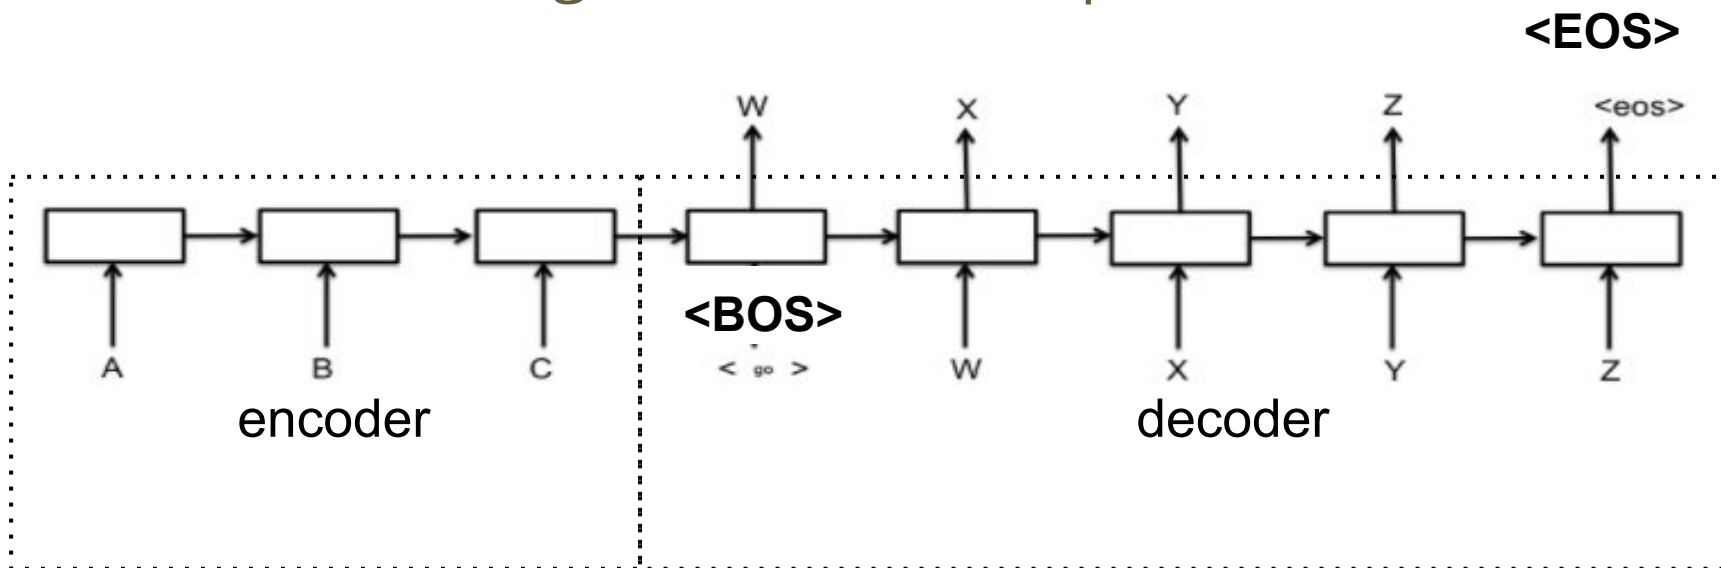 <EOS>
W X Y Z <eos>
<BOS>
A B C < go > W X Y Z
encoder decoder